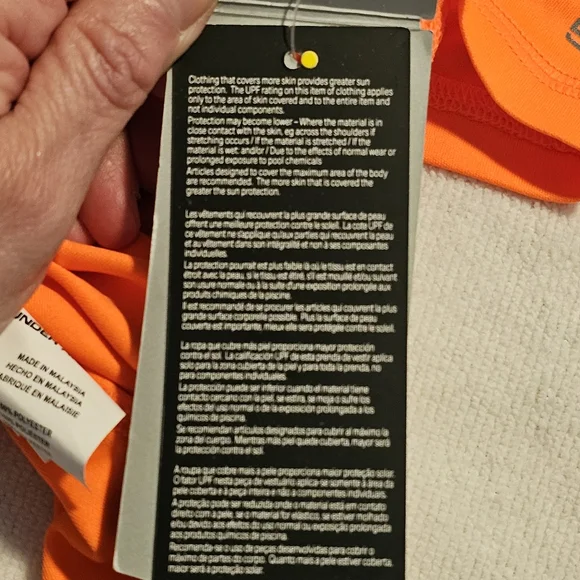 Clothing that covers more skin provides greater sun
protection. The UPF rating on this item of clothing applies
only to the area of skin covered and to the entire item and
not individual components.
Protection may become lower – Where the material is in
close contact with the skin, eg across the shoulders if
stretching occurs / If the material is stretched / If the
material is wet: and/or / Due to the effects of normal wear or
prolonged exposure to pool chemicals
Articles designed to cover the maximum area of the body
are recommended. The more skin that is covered the
greater the sun protection.
Les vêtements qui recouvrent la plus grande surface de peau
offrent une meilleure protection contre le soleil. La cote UPF de
ce vêtement ne s'applique qu'aux parties qui recouvrent la peau
et au vêtement dans son intégralité et non à ses composantes
individuelles.
La protection pourrait est plus faible là où le tissu est en contact
étroit avec la peau, si le tissu est étiré, s'il est mouillé et/ou suivant
son usure normale ou à la suite d'une exposition prolongée aux
produits chimiques de la piscine.
Il est recommandé de se procurer les articles qui couvrent la plus
grande surface corporelle possible. Plus la surface de peau
couverte est importante, mieux elle sera protégée contre le soleil.
La ropa que cubre más piel proporciona mayor protección
contra el sol. La calificación UPF de esta prenda de vestir aplica
solo para la zona cubierta de la piel y para toda la prenda, no
para componentes individuales.
La protección puede ser inferior cuando el material tiene
contacto cercano con la piel, se estira, se moja o sufre los
efectos del uso normal o de la exposición prolongada a los
químicos de piscina.
Se recomiendan artículos designados para cubrir al máximo la
zona del cuerpo. Mientras más piel quede cubierta, mayor será
la protección contra el sol.
A roupa que cobre mais a pele proporciona maior proteção solar.
O fator UPF nesta peça de vestuário aplica-se somente à área da
pele coberta e à peça inteira e não a componentes individuais.
A proteção pode ser reduzida onde o material está em contato
direto com a pele, se o material for elástico, se estiver molhado
e/ou devido aos efeitos do uso normal ou exposição prolongada
aos produtos químicos da piscina.
Recomenda-se o uso de peças desenvolvidas para cobrir o
máximo de partes do corpo. Quanto mais a pele estiver coberta,
maior será a proteção solar.
UNDER
MADE IN MALAYSIA
HECHO EN MALAYSIA
FABRIQUÉ EN MALAISIE
POLYESTER
POLYESTER